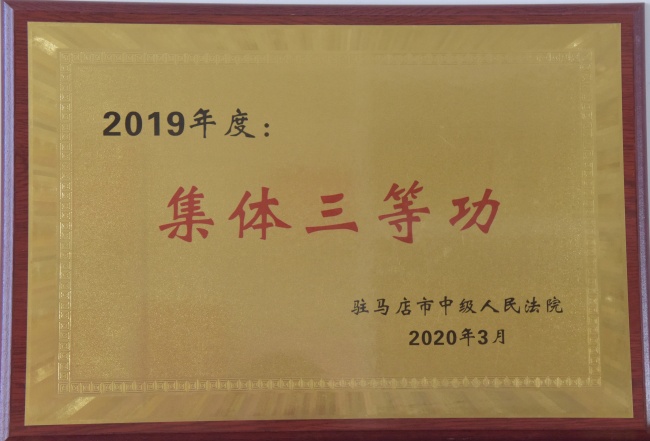 2019年度：
集体三等功
驻马店市中级人民法院
2020年3月